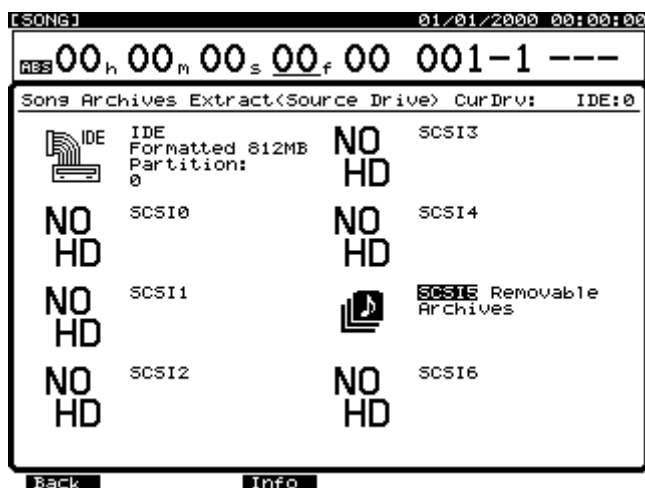 [SONG] 01/01/2000 00:00:00
ABS 00h 00m 00s 00f 00 001-1 ---
Song Archives Extract(Source Drive) CurDrv: IDE:0
IDE
IDE
Formatted 812MB
Partition:
0
NO HD
SCSI3
NO HD
SCSI0
NO HD
SCSI4
NO HD
SCSI1
SCSI5 Removable
Archives
NO HD
SCSI2
NO HD
SCSI6
Back Info